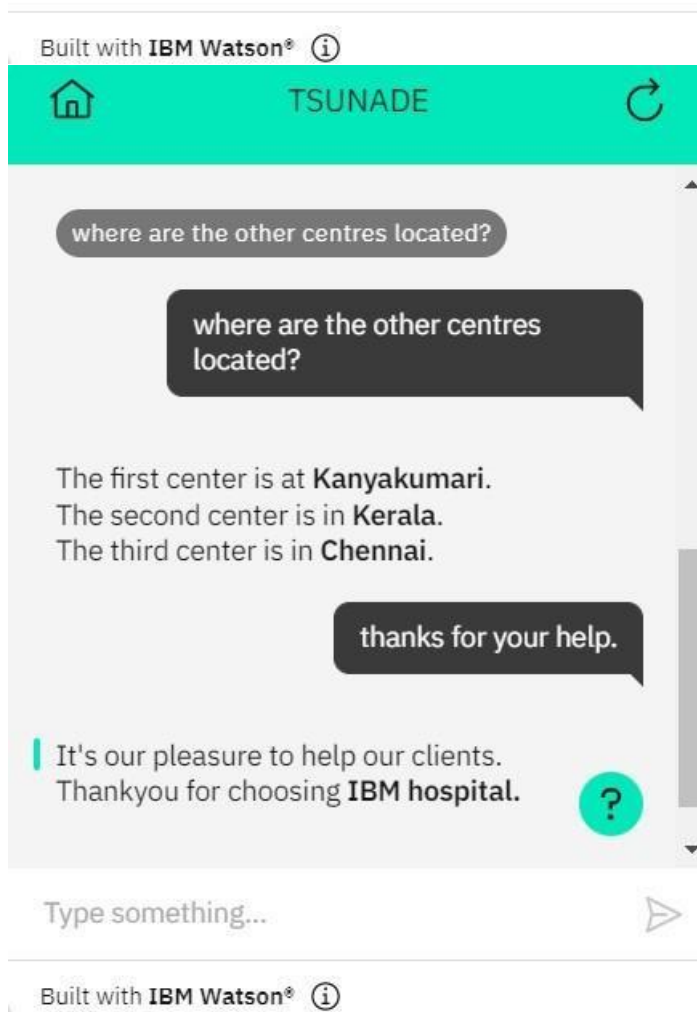 Built with IBM Watson®
TSUNADE
where are the other centres located?
where are the other centres
located?
The first center is at Kanyakumari.
The second center is in Kerala.
The third center is in Chennai.
thanks for your help.
It's our pleasure to help our clients.
Thankyou for choosing IBM hospital.
?
Type something...
Built with IBM Watson®